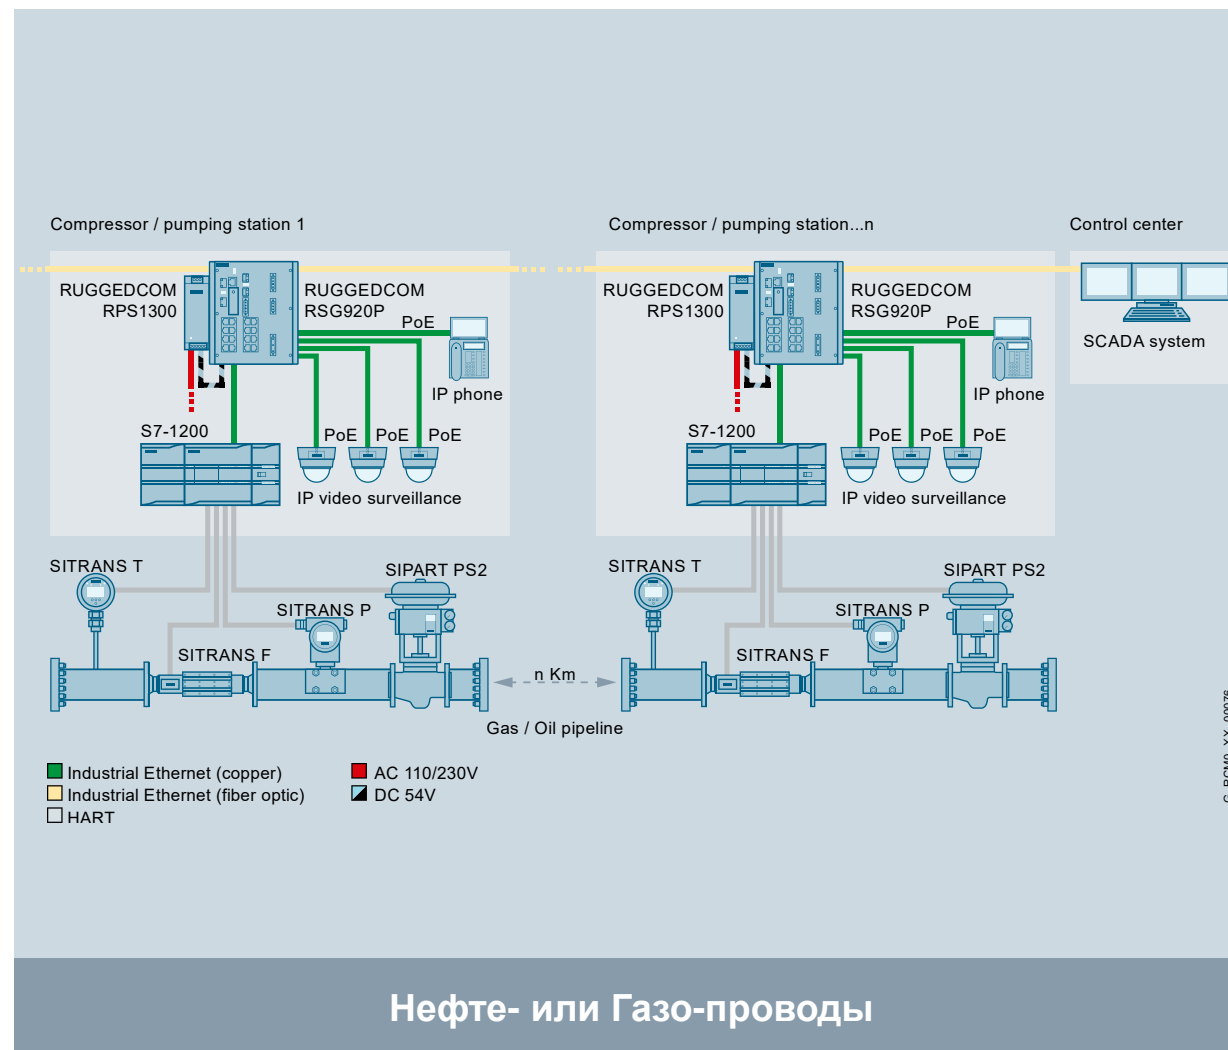 Compressor / pumping station 1
Compressor / pumping station...n
Control center
RUGGEDCOM
RPS1300
RUGGEDCOM
RSG920P
PoE
IP phone
S7-1200
PoE
PoE
PoE
IP video surveillance
RUGGEDCOM
RPS1300
RUGGEDCOM
RSG920P
PoE
IP phone
S7-1200
PoE
PoE
PoE
IP video surveillance
SCADA system
SITRANS T
SIPART PS2
SITRANS P
SITRANS F
SITRANS T
SIPART PS2
SITRANS P
SITRANS F
n Km
Gas / Oil pipeline
Industrial Ethernet (copper)
Industrial Ethernet (fiber optic)
HART
AC 110/230V
DC 54V
Нефте- или Газо-проводы